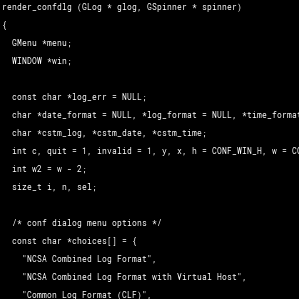 render_confdlg (GLog * glog, GSpinner * spinner)
{
GMenu *menu;
WINDOW *win;
const char *log_err = NULL;
char *date_format = NULL, *log_format = NULL, *time_format
char *cstm_log, *cstm_date, *cstm_time;
int c, quit = 1, invalid = 1, y, x, h = CONF_WIN_H, w = CO
int w2 = w - 2;
size_t i, n, sel;
/* conf dialog menu options */
const char *choices[] = {
"NCSA Combined Log Format",
"NCSA Combined Log Format with Virtual Host",
"Common Log Format (CLF)",